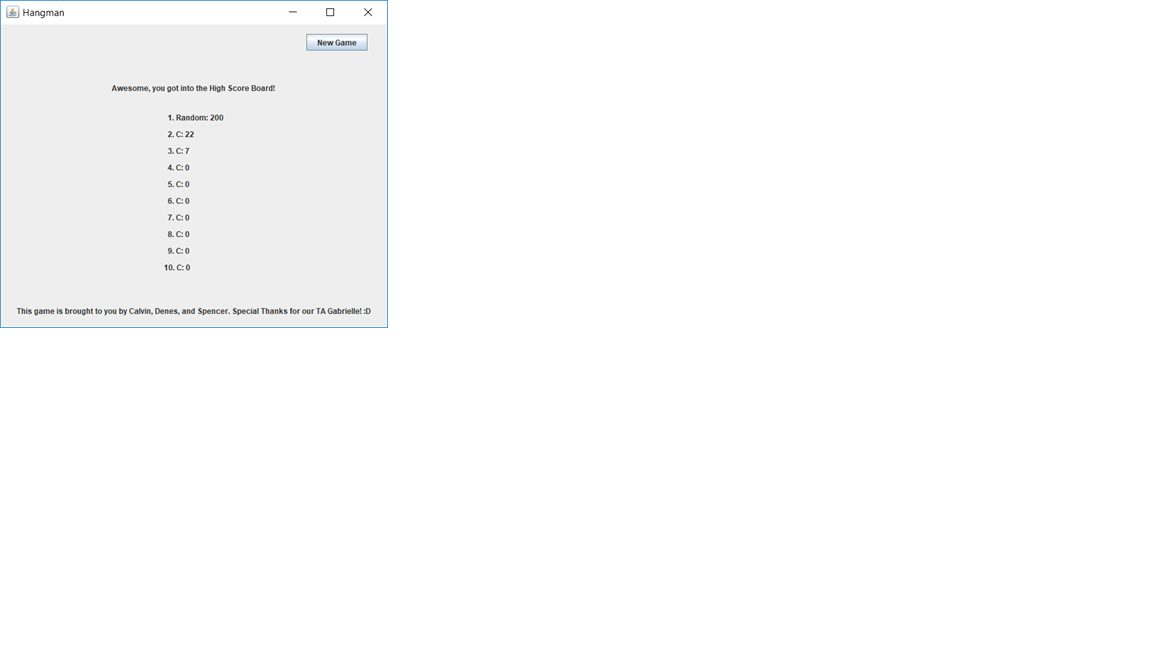 Hangman
New Game
Awesome, you got into the High Score Board!
1. Random: 200
2. C: 22
3. C: 7
4. C: 0
5. C: 0
6. C: 0
7. C: 0
8. C: 0
9. C: 0
10. C: 0
This game is brought to you by Calvin, Denes, and Spencer. Special Thanks for our TA Gabrielle! :D